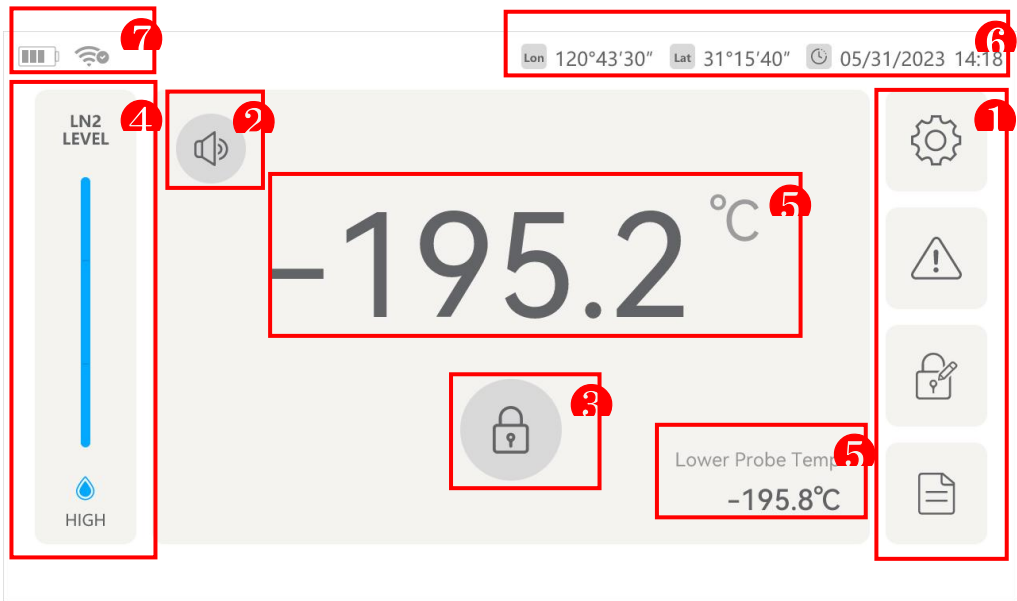 7
6
Lon 120°43′30″ Lat 31°15′40″ 05/31/2023 14:18
LN2
LEVEL
4
2
1
5
-195.2 °C
3
Lower Probe Temp
5
-195.8°C
HIGH